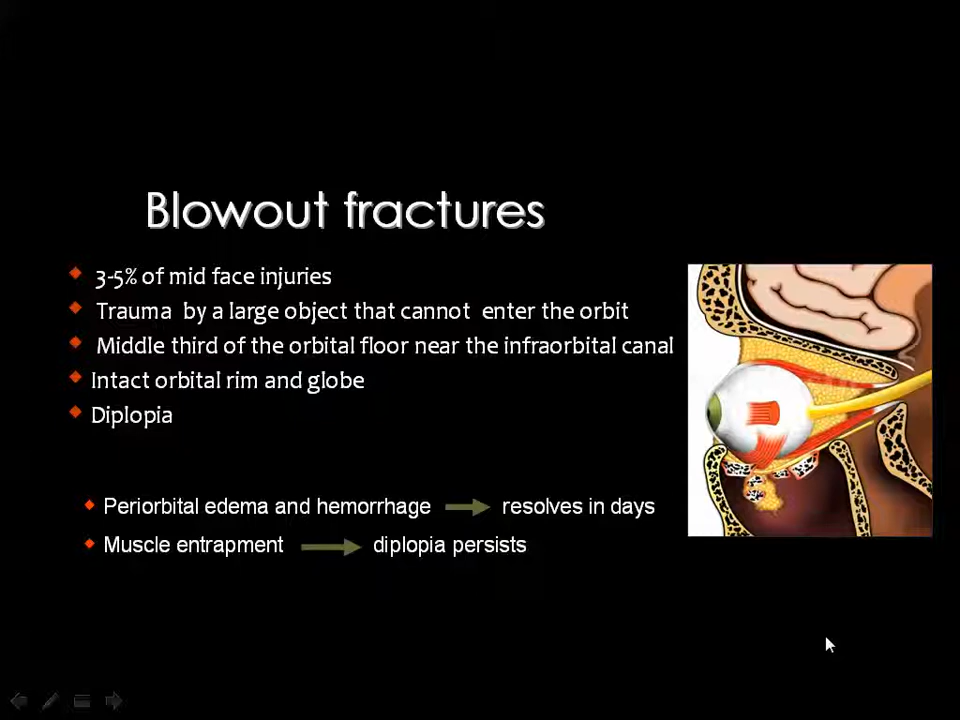 Blowout fractures
3-5% of mid face injuries
Trauma by a large object that cannot enter the orbit
Middle third of the orbital floor near the infraorbital canal
Intact orbital rim and globe
Diplopia
Periorbital edema and hemorrhage resolves in days
Muscle entrapment diplopia persists